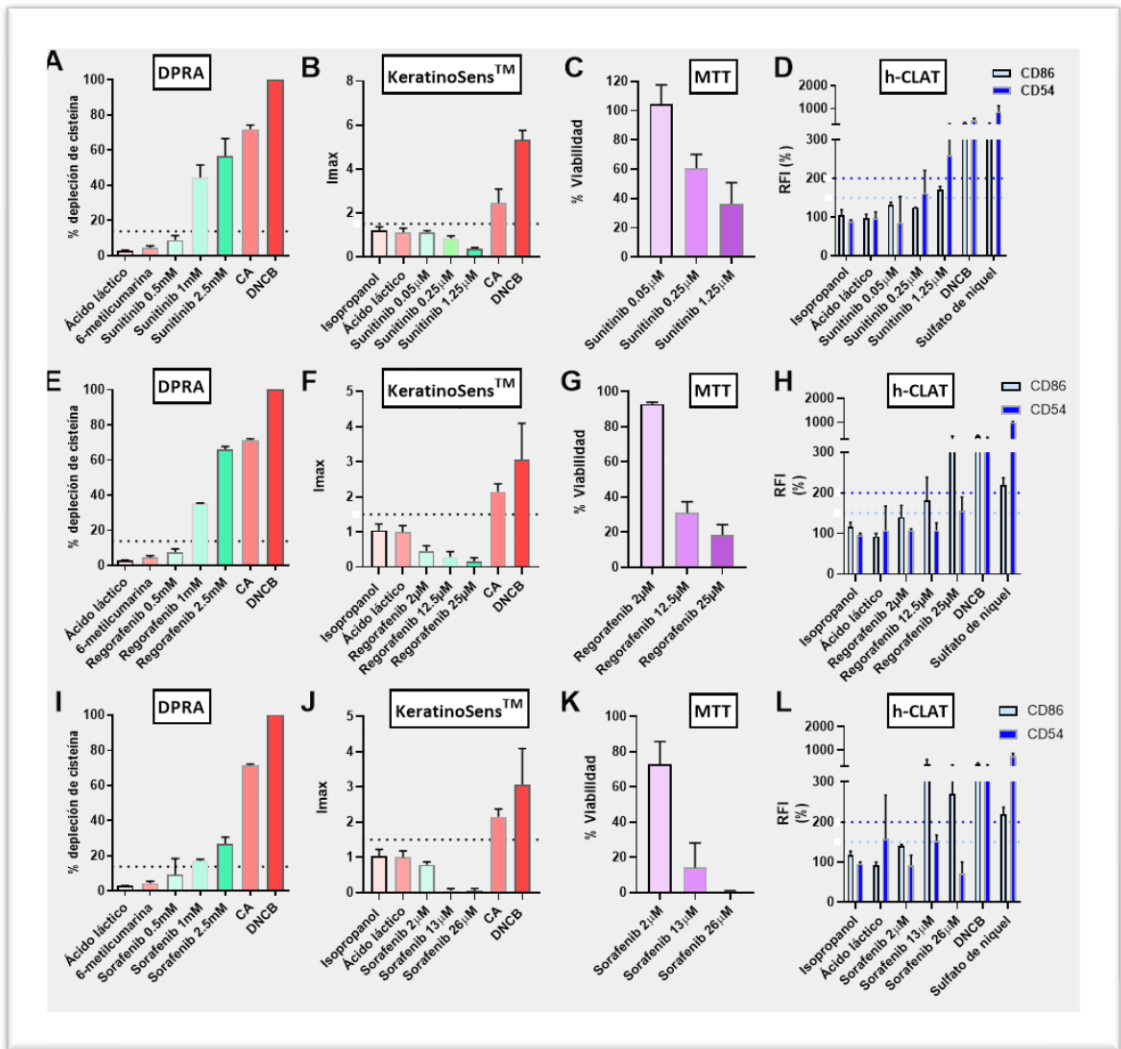 A
DPRA
% depleción de cisteína
100
80
60
40
20
0
Ácido láctico
6-metilcumarina
Sunitinib 0.5mM
Sunitinib 1mM
Sunitinib 2.5mM
CA
DNCB
B
KeratinoSens™
Imax
8
6
4
2
0
Isopropanol
Ácido láctico
Sunitinib 0.05µM
Sunitinib 0.25µM
Sunitinib 1.25µM
CA
DNCB
C
MTT
% Viabilidad
120
100
80
60
40
20
0
Sunitinib 0.05µM
Sunitinib 0.25µM
Sunitinib 1.25µM
D
h-CLAT
CD86
CD54
RFI (%)
2000
1000
300
200
100
0
Isopropanol
Ácido láctico
Sunitinib 0.05µM
Sunitinib 0.25µM
Sunitinib 1.25µM
DNCB
Sulfato de niquel
E
DPRA
% depleción de cisteína
100
80
60
40
20
0
Ácido láctico
6-metilcumarina
Regorafenib 0.5mM
Regorafenib 1mM
Regorafenib 2.5mM
CA
DNCB
F
KeratinoSens™
Imax
5
4
3
2
1
0
Isopropanol
Ácido láctico
Regorafenib 2µM
Regorafenib 12.5µM
Regorafenib 25µM
CA
DNCB
G
MTT
% Viabilidad
100
80
60
40
20
0
Regorafenib 2µM
Regorafenib 12.5µM
Regorafenib 25µM
H
h-CLAT
CD86
CD54
RFI
(%)
2000
1000
300
200
100
0
Isopropanol
Ácido láctico
Regorafenib 2µM
Regorafenib 12.5µM
Regorafenib 25µM
DNCB
Sulfato de niquel
I
DPRA
% depleción de cisteína
100
80
60
40
20
0
Ácido láctico
6-metilcumarina
Sorafenib 0.5mM
Sorafenib 1mM
Sorafenib 2.5mM
CA
DNCB
J
KeratinoSens™
Imax
5
4
3
2
1
0
Isopropanol
Ácido láctico
Sorafenib 2µM
Sorafenib 13µM
Sorafenib 26µM
CA
DNCB
K
MTT
% Viabilidad
100
80
60
40
20
0
Sorafenib 2µM
Sorafenib 13µM
Sorafenib 26µM
L
h-CLAT
CD86
CD54
RFI
(%)
2000
1000
300
200
100
0
Isopropanol
Ácido láctico
Sorafenib 2µM
Sorafenib 13µM
Sorafenib 26µM
DNCB
Sulfato de niquel